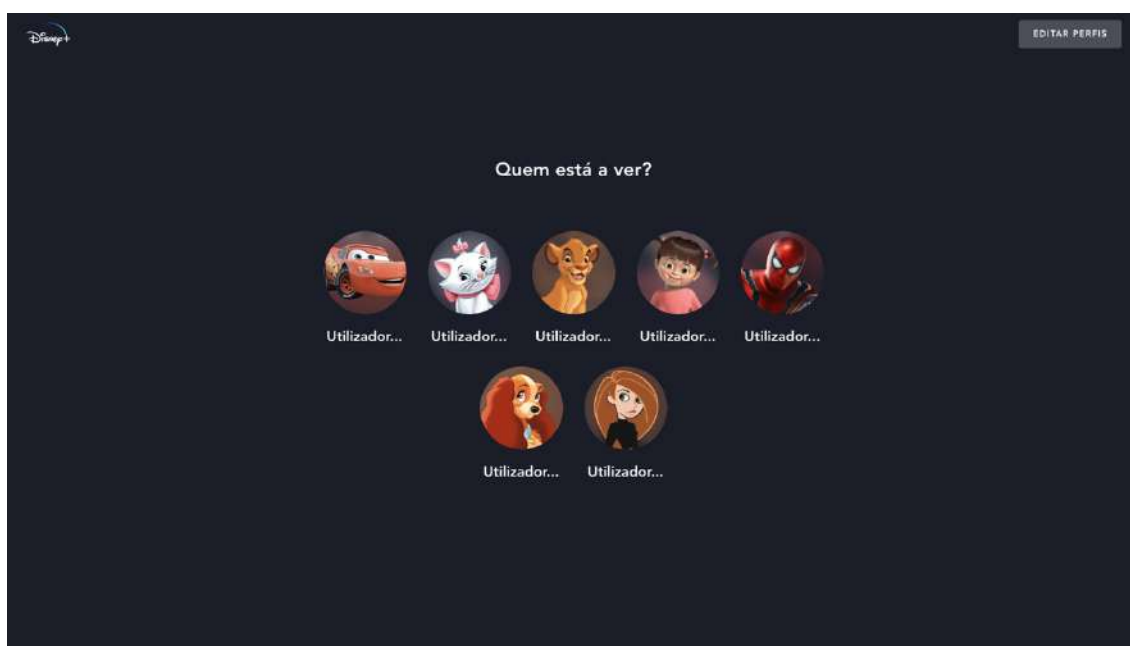 Disney+
EDITAR PERFIS
Quem está a ver?
Utilizador... Utilizador... Utilizador... Utilizador... Utilizador...
Utilizador... Utilizador...